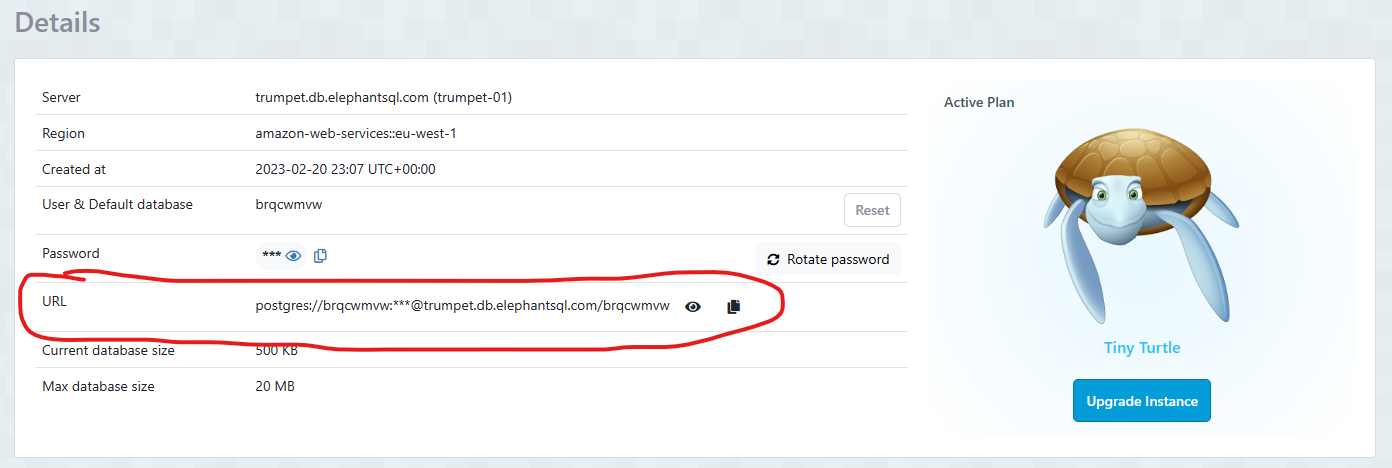 Details
Server trumpet.db.elephantsql.com (trumpet-01)
Region amazon-web-services::eu-west-1
Created at 2023-02-20 23:07 UTC+00:00
User & Default database brqcwmvw Reset
Password *** Rotate password
URL postgres://brqcwmvw:***@trumpet.db.elephantsql.com/brqcwmvw
Current database size 500 KB
Max database size 20 MB
Active Plan
Tiny Turtle
Upgrade Instance